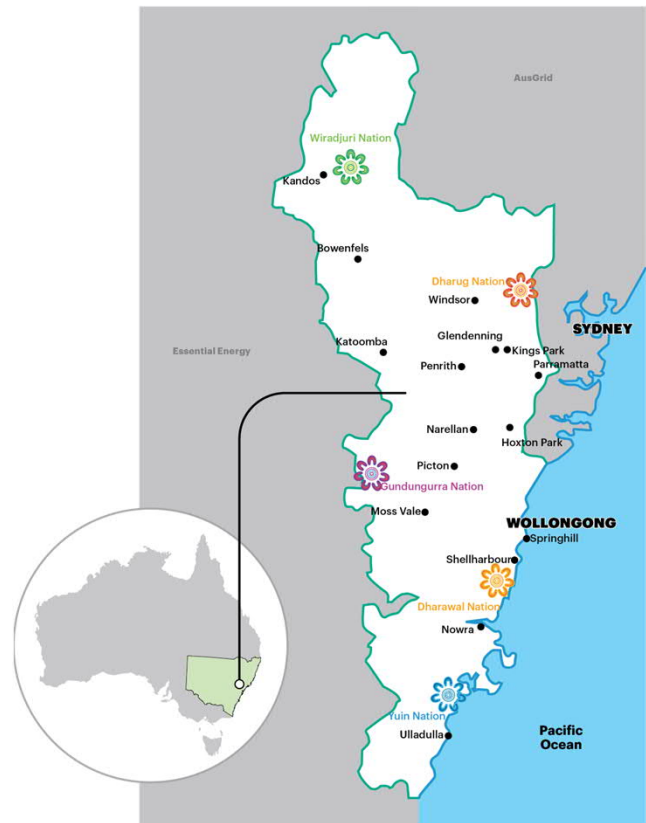 AusGrid
Wiradjuri Nation
Kandos
Bowenfels
Dharug Nation
Windsor
SYDNEY
Glendenning
Katoomba
Essential Energy
Kings Park
Penrith
Parramatta
Narellan
Hoxton Park
Picton
Gundungurra Nation
Moss Vale
WOLLONGONG
Springhill
Shellharbour
Dharawal Nation
Nowra
Yuin Nation
Ulladulla
Pacific
Ocean